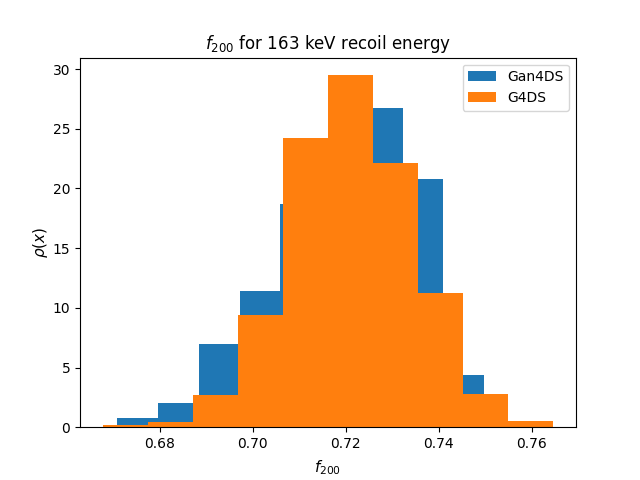 f₂₀₀ for 163 keV recoil energy
Gan4DS
G4DS
ρ(x)
30
25
20
15
10
5
0
0.68 0.70 0.72 0.74 0.76
f₂₀₀